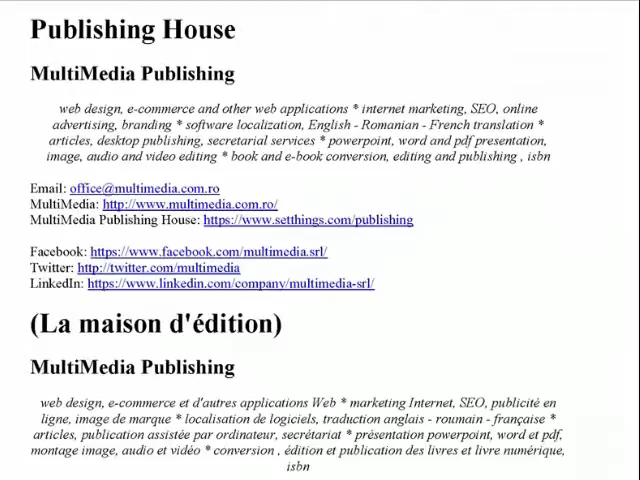 Publishing House
MultiMedia Publishing
web design, e-commerce and other web applications * internet marketing, SEO, online
advertising, branding * software localization, English - Romanian - French translation *
articles, desktop publishing, secretarial services * powerpoint, word and pdf presentation,
image, audio and video editing * book and e-book conversion, editing and publishing , isbn
Email: office@multimedia.com.ro
MultiMedia: http://www.multimedia.com.ro/
MultiMedia Publishing House: https://www.setthings.com/publishing
Facebook: https://www.facebook.com/multimedia.srl/
Twitter: http://twitter.com/multimedia
LinkedIn: https://www.linkedin.com/company/multimedia-srl/
(La maison d'édition)
MultiMedia Publishing
web design, e-commerce et d'autres applications Web * marketing Internet, SEO, publicité en
ligne, image de marque * localisation de logiciels, traduction anglais - roumain - française *
articles, publication assistée par ordinateur, secrétariat * présentation powerpoint, word et pdf,
montage image, audio et vidéo * conversion , édition et publication des livres et livre numérique,
isbn